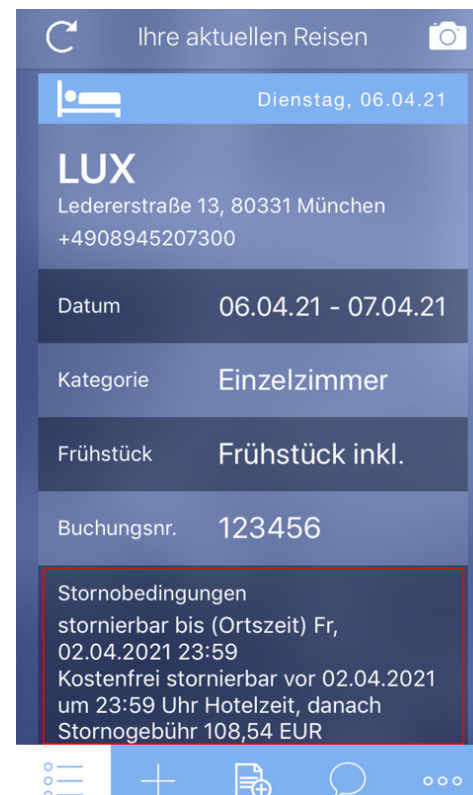 Ihre aktuellen Reisen
Dienstag, 06.04.21
LUX
Ledererstraße 13, 80331 München
+4908945207300
Datum 06.04.21 - 07.04.21
Kategorie Einzelzimmer
Frühstück Frühstück inkl.
Buchungsnr. 123456
Stornobedingungen
stornierbar bis (Ortszeit) Fr,
02.04.2021 23:59
Kostenfrei stornierbar vor 02.04.2021
um 23:59 Uhr Hotelzeit, danach
Stornogebühr 108,54 EUR